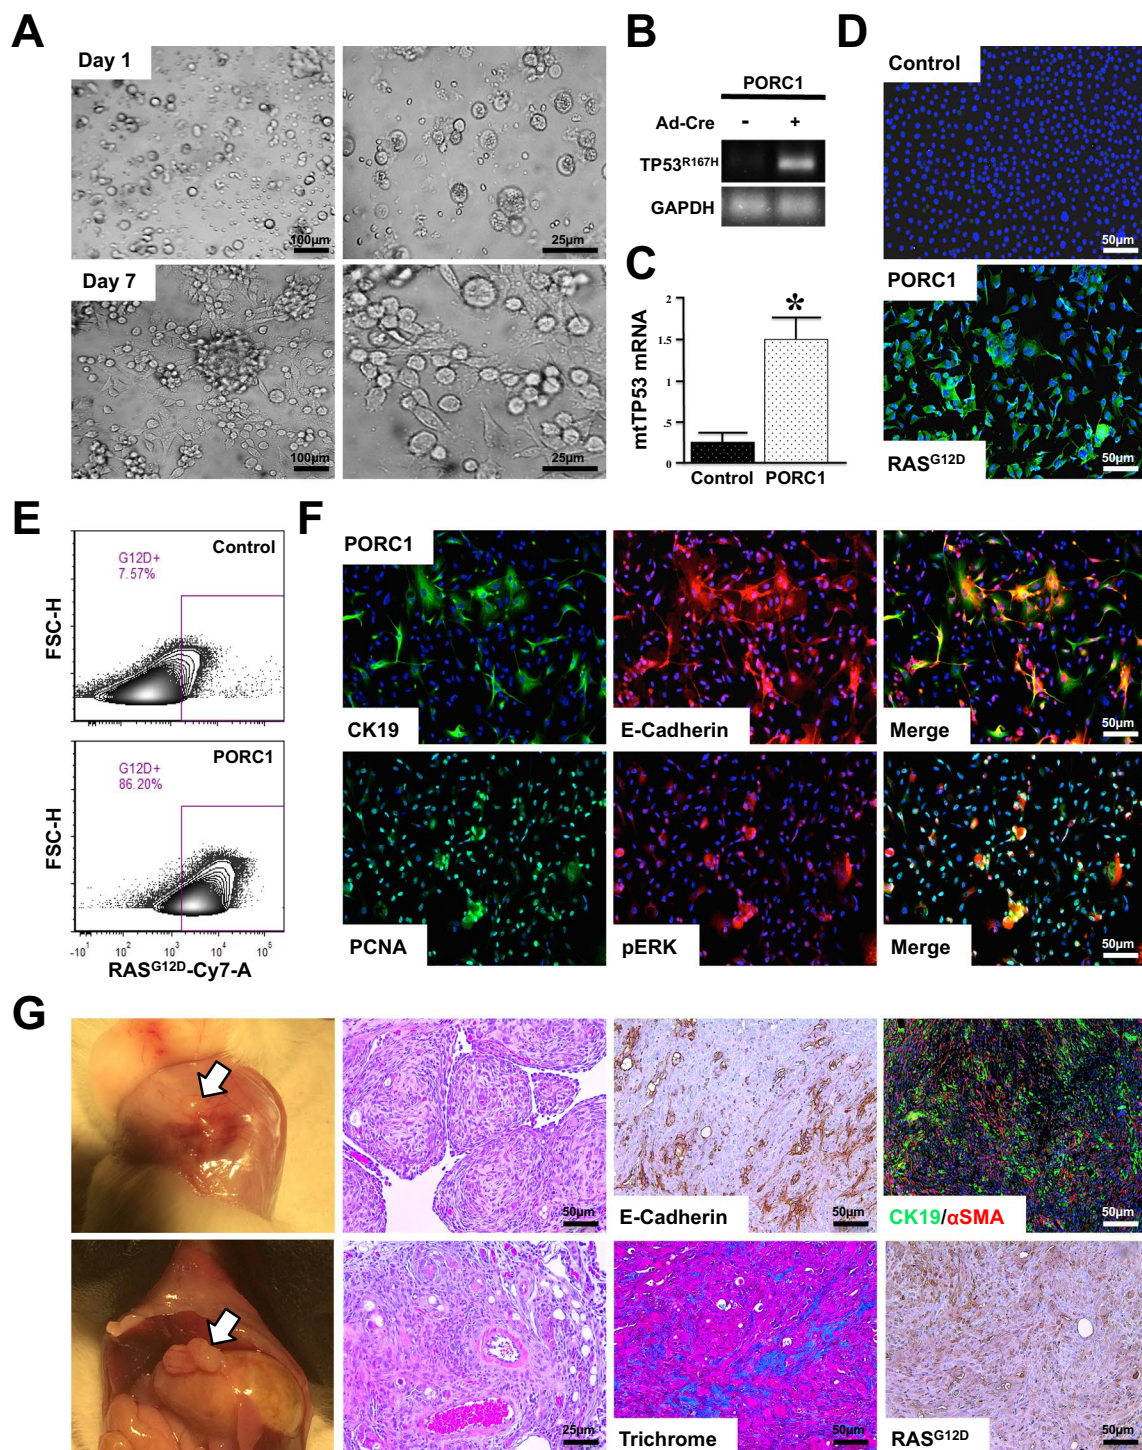 A
Day 1
100µm
25µm
Day 7
100µm
25µm
B
PORC1
Ad-Cre - +
TP53R167H
GAPDH
C
mtTP53 mRNA
2
1.5
1
.5
0
Control PORC1
*
D
Control
50µm
PORC1
RASG12D
50µm
E
Control
G12D+
7.57%
FSC-H
PORC1
G12D+
86.20%
FSC-H
-10¹ 10² 10³ 10⁴ 10⁵
RASG12D-Cy7-A
F
PORC1
CK19
E-Cadherin
Merge
50µm
PCNA
pERK
Merge
50µm
G
50µm
E-Cadherin
50µm
CK19/αSMA
50µm
25µm
Trichrome
50µm
RASG12D
50µm